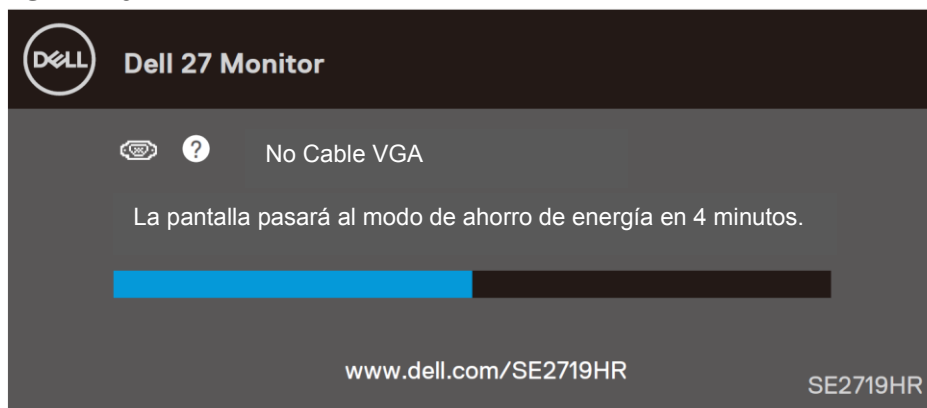 DELL
Dell 27 Monitor
? No Cable VGA
La pantalla pasará al modo de ahorro de energía en 4 minutos.
www.dell.com/SE2719HR
SE2719HR